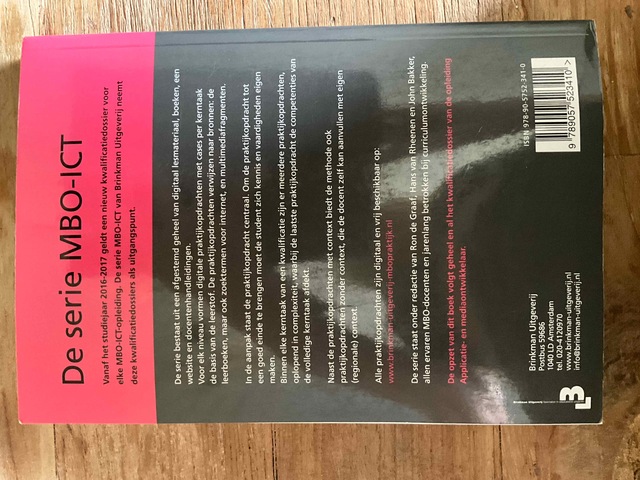 De serie MBO-ICT
Vanaf het studiejaar 2016-2017 geldt een nieuw kwalificatiedossier voor
elke MBO-ICT-opleiding. De serie MBO-ICT van Brinkman Uitgeverij neemt
deze kwalificatiedossiers als uitgangspunt.
De serie bestaat uit een afgestemd geheel van digitaal lesmateriaal, boeken, een
website en docentenhandleidingen.
Voor elk niveau vormen digitale praktijkopdrachten met cases per kerntaak
de basis van de leerstof. De praktijkopdrachten verwijzen naar bronnen: de
leerboeken, maar ook zoektermen voor internet, en multimediafragmenten.
In de aanpak staat de praktijkopdracht centraal. Om de praktijkopdracht tot
een goed einde te brengen moet de student zich kennis en vaardigheden eigen
maken.
Binnen elke kerntaak van een kwalificatie zijn er meerdere praktijkopdrachten,
oplopend in complexiteit, waarbij de laatste praktijkopdracht de competenties van
de volledige kerntaak afdekt.
Naast de praktijkopdrachten met context biedt de methode ook
praktijkopdrachten zonder context, die de docent zelf kan aanvullen met eigen
(regionale) context.
Alle praktijkopdrachten zijn digitaal en vrij beschikbaar op:
www.brinkman-uitgeverij-mbopraktijk.nl
De serie staat onder redactie van Ron de Graaf, Hans van Rheenen en John Bakker,
allen ervaren MBO-docenten en jarenlang betrokken bij curriculumontwikkeling.
De opzet van dit boek volgt geheel en al het kwalificatiedossier van de opleiding
Applicatie- en mediaontwikkelaar.
Brinkman Uitgeverij
Postbus 59686
1040 LD Amsterdam
tel. 020-4120970
www.brinkman-uitgeverij.nl
info@brinkman-uitgeverij.nl
ISBN 978-90-5752-341-0
9 789057 523410 >
Brinkman Uitgeverij